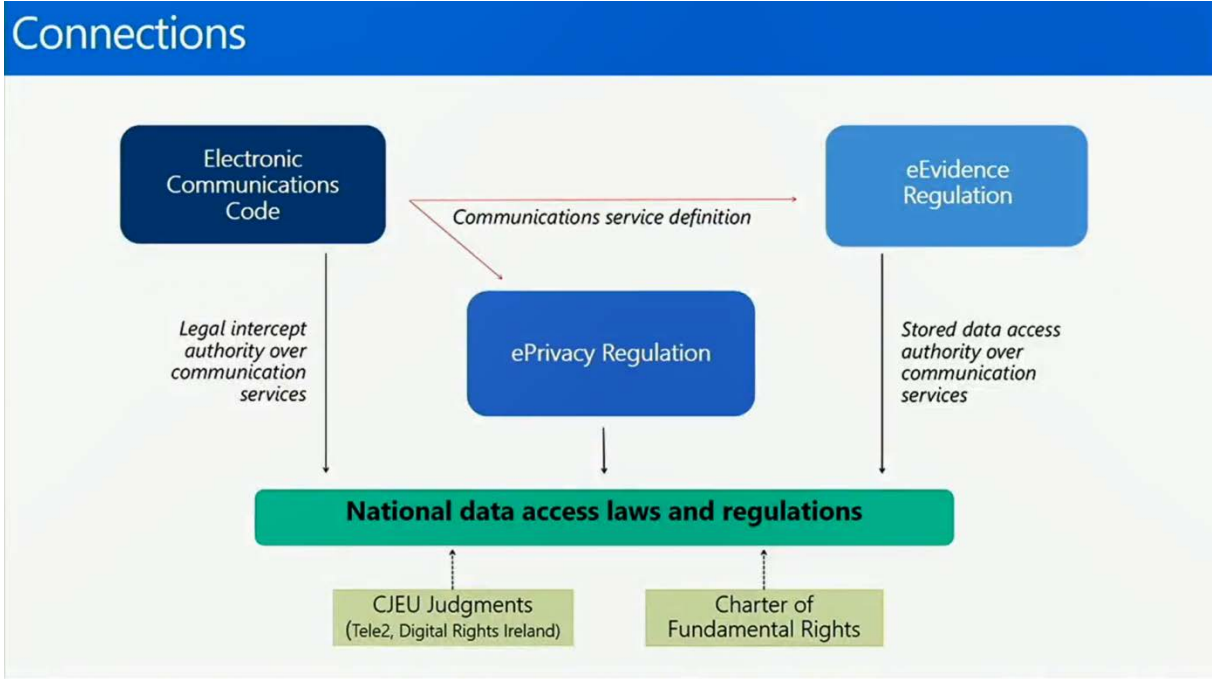 Connections
Electronic
Communications
Code
eEvidence
Regulation
Communications service definition
ePrivacy Regulation
Legal intercept
authority over
communication
services
Stored data access
authority over
communication
services
National data access laws and regulations
CJEU Judgments
(Tele2, Digital Rights Ireland)
Charter of
Fundamental Rights